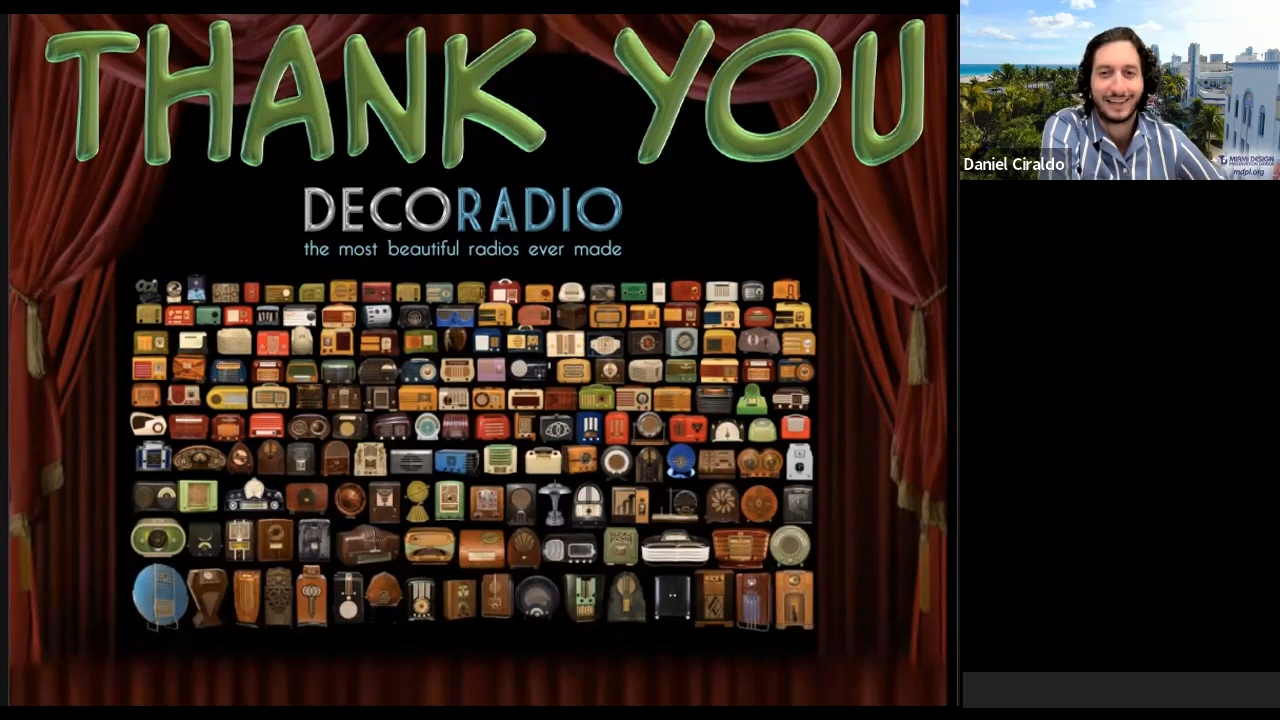 THANK YOU
DECORADIO
the most beautiful radios ever made
Daniel Ciraldo
MIAMI DESIGN
PRESERVATION LEAGUE
mdpl.org